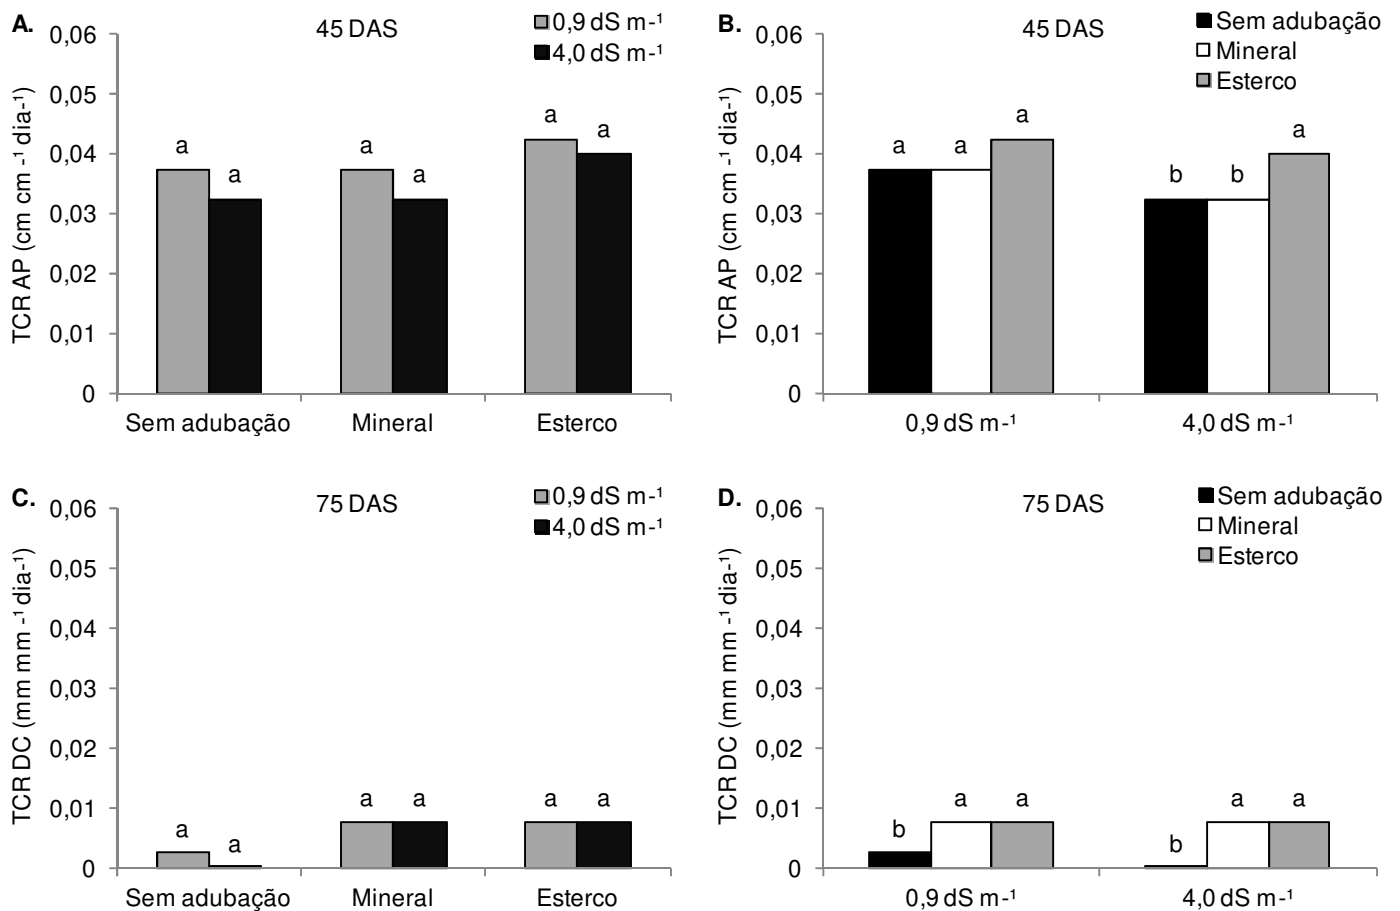 A.
45 DAS
0,9 dS m-¹
4,0 dS m-¹
TCR AP (cm cm -¹ dia-¹)
0,06
0,05
0,04
0,03
0,02
0,01
0
a
a
a
a
a
a
Sem adubação
Mineral
Esterco
B.
45 DAS
Sem adubação
Mineral
Esterco
TCR AP (cm cm -¹ dia-¹)
0,06
0,05
0,04
0,03
0,02
0,01
0
a
a
a
b
b
a
0,9 dS m-¹
4,0 dS m-¹
C.
75 DAS
0,9 dS m-¹
4,0 dS m-¹
TCR DC (mm mm -¹ dia-¹)
0,06
0,05
0,04
0,03
0,02
0,01
0
a
a
a
a
a
a
Sem adubação
Mineral
Esterco
D.
75 DAS
Sem adubação
Mineral
Esterco
TCR DC (mm mm -¹ dia-¹)
0,06
0,05
0,04
0,03
0,02
0,01
0
b
a
a
b
a
a
0,9 dS m-¹
4,0 dS m-¹